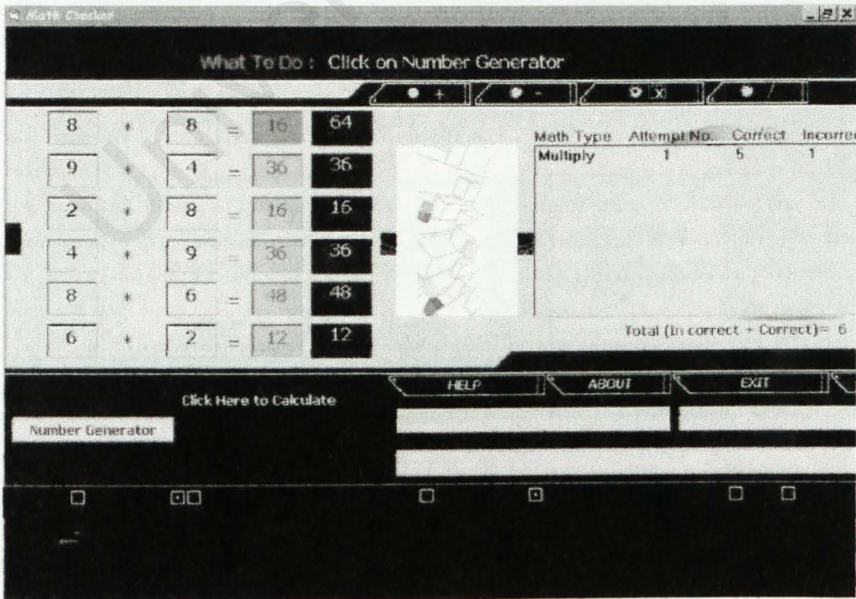 Math Checker
What To Do : Click on Number Generator
+ - x /
8 * 8 = 16 64
9 * 4 = 36 36
2 * 8 = 16 16
4 * 9 = 36 36
8 * 6 = 48 48
6 * 2 = 12 12
Math Type Attempt No. Correct Incorrec
Multiply 1 5 1
Total (In correct + Correct)= 6
HELP ABOUT EXIT
Click Here to Calculate
Number Generator